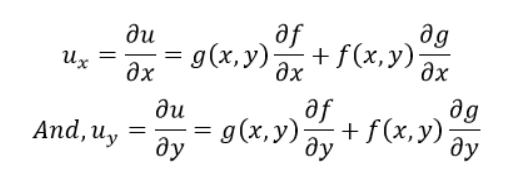 u_x = ∂u/∂x = g(x, y) ∂f/∂x + f(x, y) ∂g/∂x
And, u_y = ∂u/∂y = g(x, y) ∂f/∂y + f(x, y) ∂g/∂y